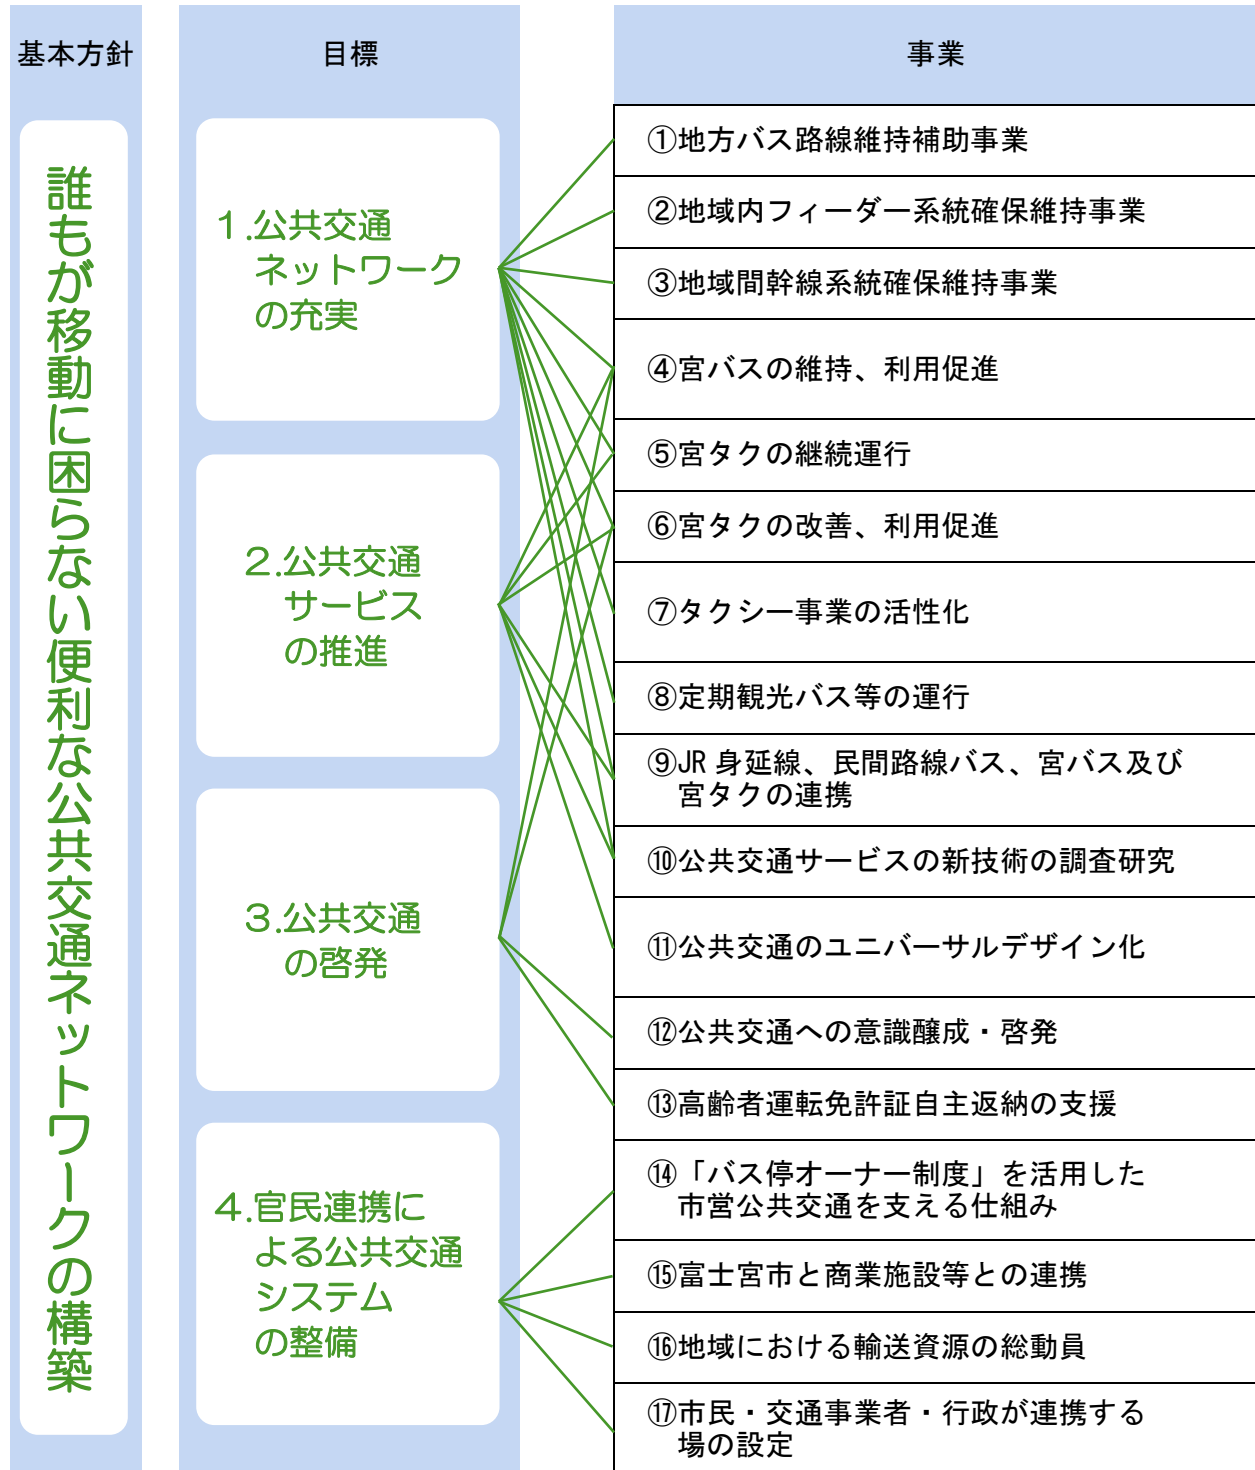 基本方針
目標
事業
誰もが移動に困らない便利な公共交通ネットワークの構築
1.公共交通
ネットワーク
の充実
2.公共交通
サービス
の推進
3.公共交通
の啓発
4.官民連携に
よる公共交通
システム
の整備
①地方バス路線維持補助事業
②地域内フィーダー系統確保維持事業
③地域間幹線系統確保維持事業
④宮バスの維持、利用促進
⑤宮タクの継続運行
⑥宮タクの改善、利用促進
⑦タクシー事業の活性化
⑧定期観光バス等の運行
⑨JR 身延線、民間路線バス、宮バス及び
宮タクの連携
⑩公共交通サービスの新技術の調査研究
⑪公共交通のユニバーサルデザイン化
⑫公共交通への意識醸成・啓発
⑬高齢者運転免許証自主返納の支援
⑭「バス停オーナー制度」を活用した
市営公共交通を支える仕組み
⑮富士宮市と商業施設等との連携
⑯地域における輸送資源の総動員
⑰市民・交通事業者・行政が連携する
場の設定